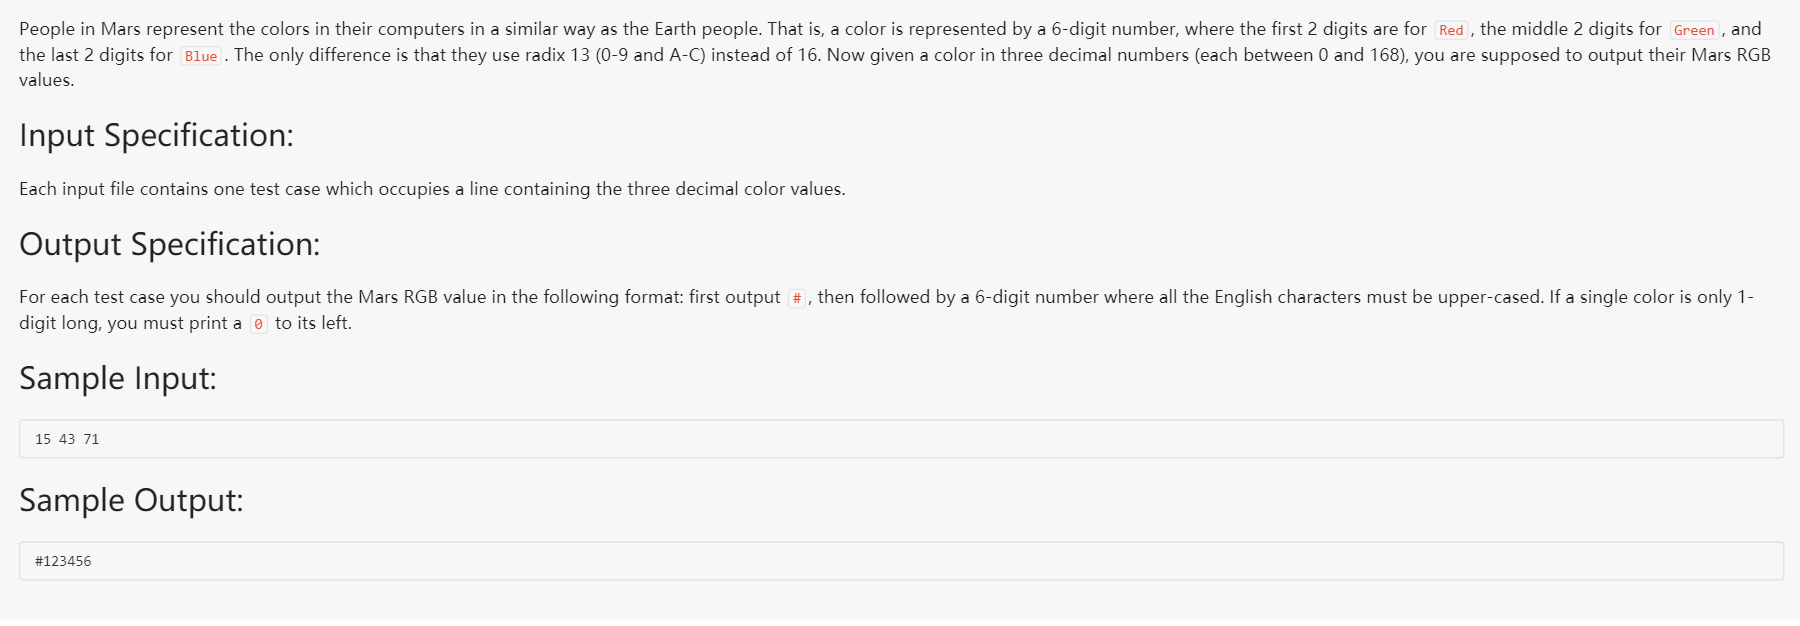 People in Mars represent the colors in their computers in a similar way as the Earth people. That is, a color is represented by a 6-digit number, where the first 2 digits are for Red , the middle 2 digits for Green , and
the last 2 digits for Blue . The only difference is that they use radix 13 (0-9 and A-C) instead of 16. Now given a color in three decimal numbers (each between 0 and 168), you are supposed to output their Mars RGB
values.
Input Specification:
Each input file contains one test case which occupies a line containing the three decimal color values.
Output Specification:
For each test case you should output the Mars RGB value in the following format: first output # , then followed by a 6-digit number where all the English characters must be upper-cased. If a single color is only 1-
digit long, you must print a 0 to its left.
Sample Input:
15 43 71
Sample Output:
#123456